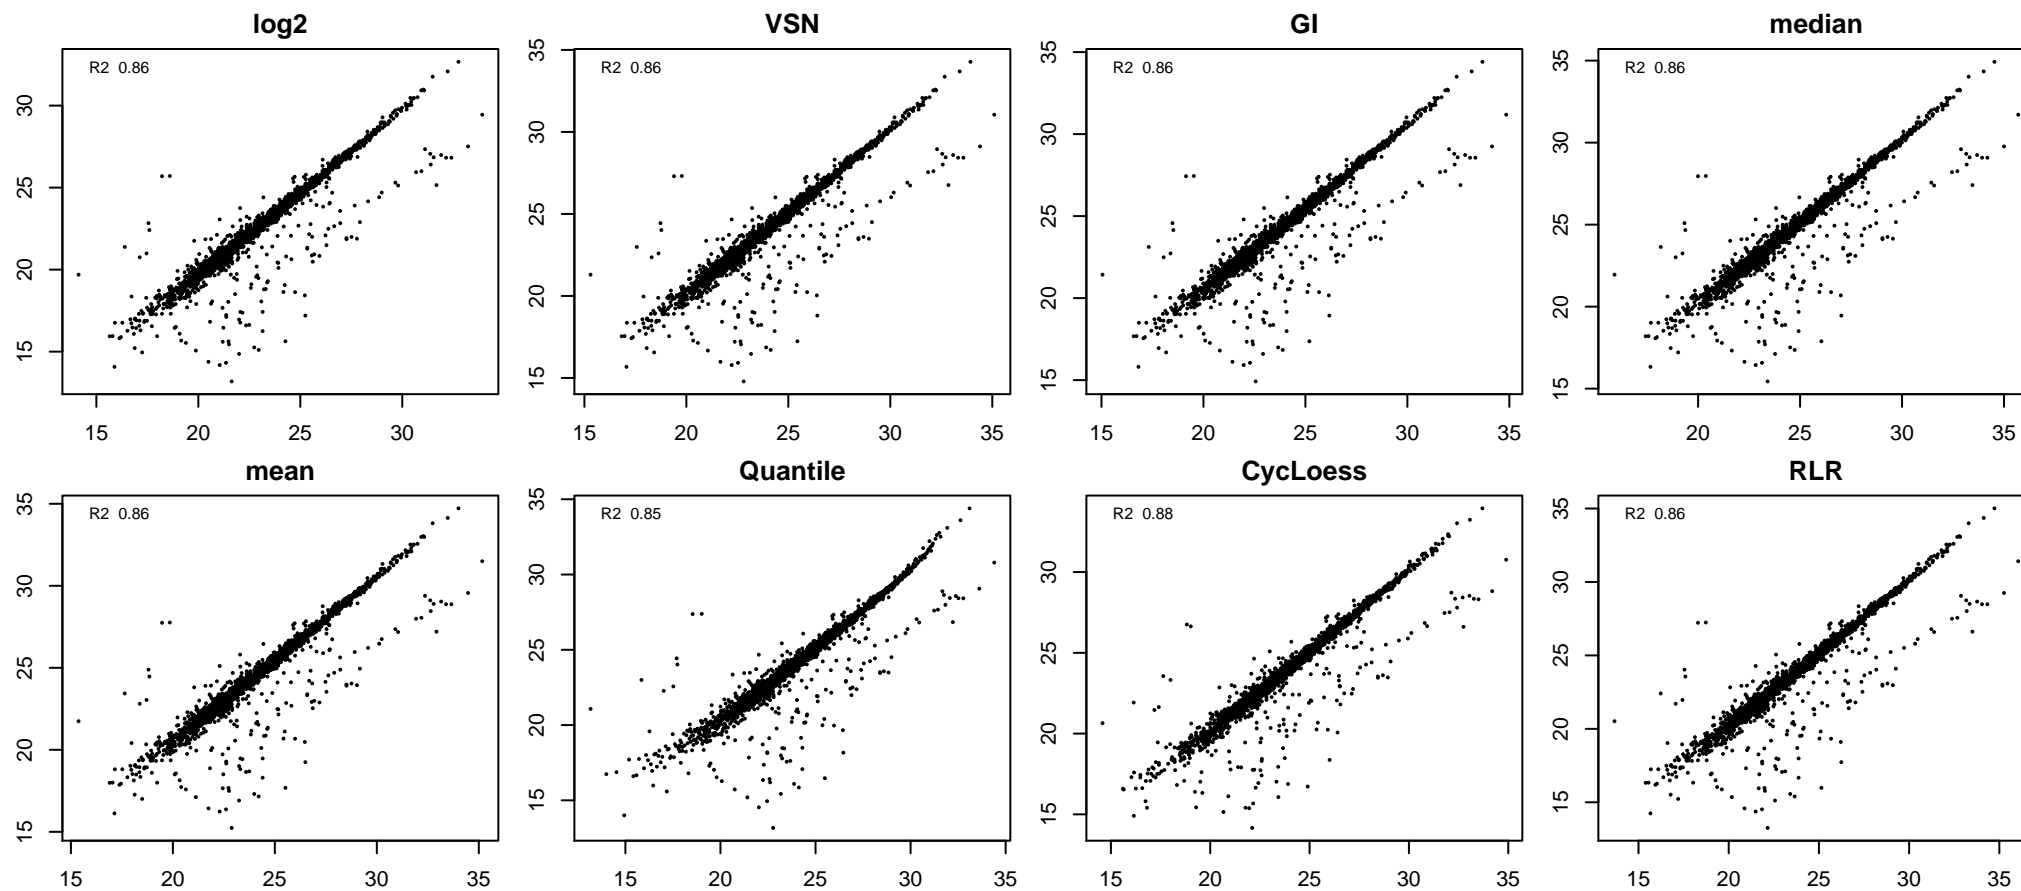 log2
VSN
GI
median
R2 0.86
R2 0.86
R2 0.86
R2 0.86
15 20 25 30
15 20 25 30 35
15 20 25 30 35
15 20 25 30 35
15 20 25 30
15 20 25 30 35
15 20 25 30 35
20 25 30 35
mean
Quantile
CycLoess
RLR
R2 0.86
R2 0.85
R2 0.88
R2 0.86
15 20 25 30 35
15 20 25 30 35
15 20 25 30
15 20 25 30 35
15 20 25 30 35
15 20 25 30 35
15 20 25 30 35
15 20 25 30 35